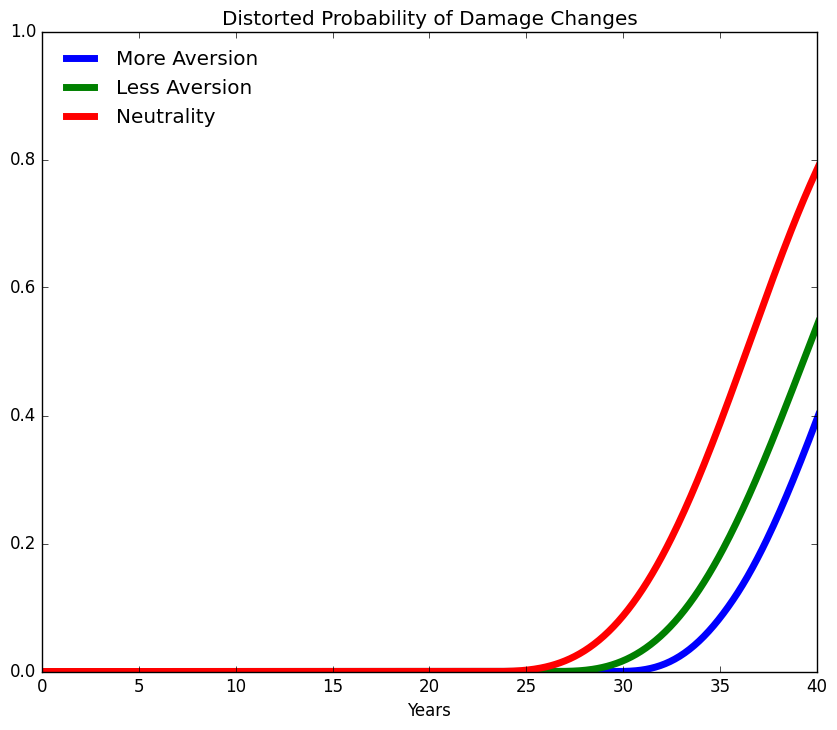 Distorted Probability of Damage Changes
1.0
More Aversion
Less Aversion
Neutrality
0.8
0.6
0.4
0.2
0.0
0 5 10 15 20 25 30 35 40
Years